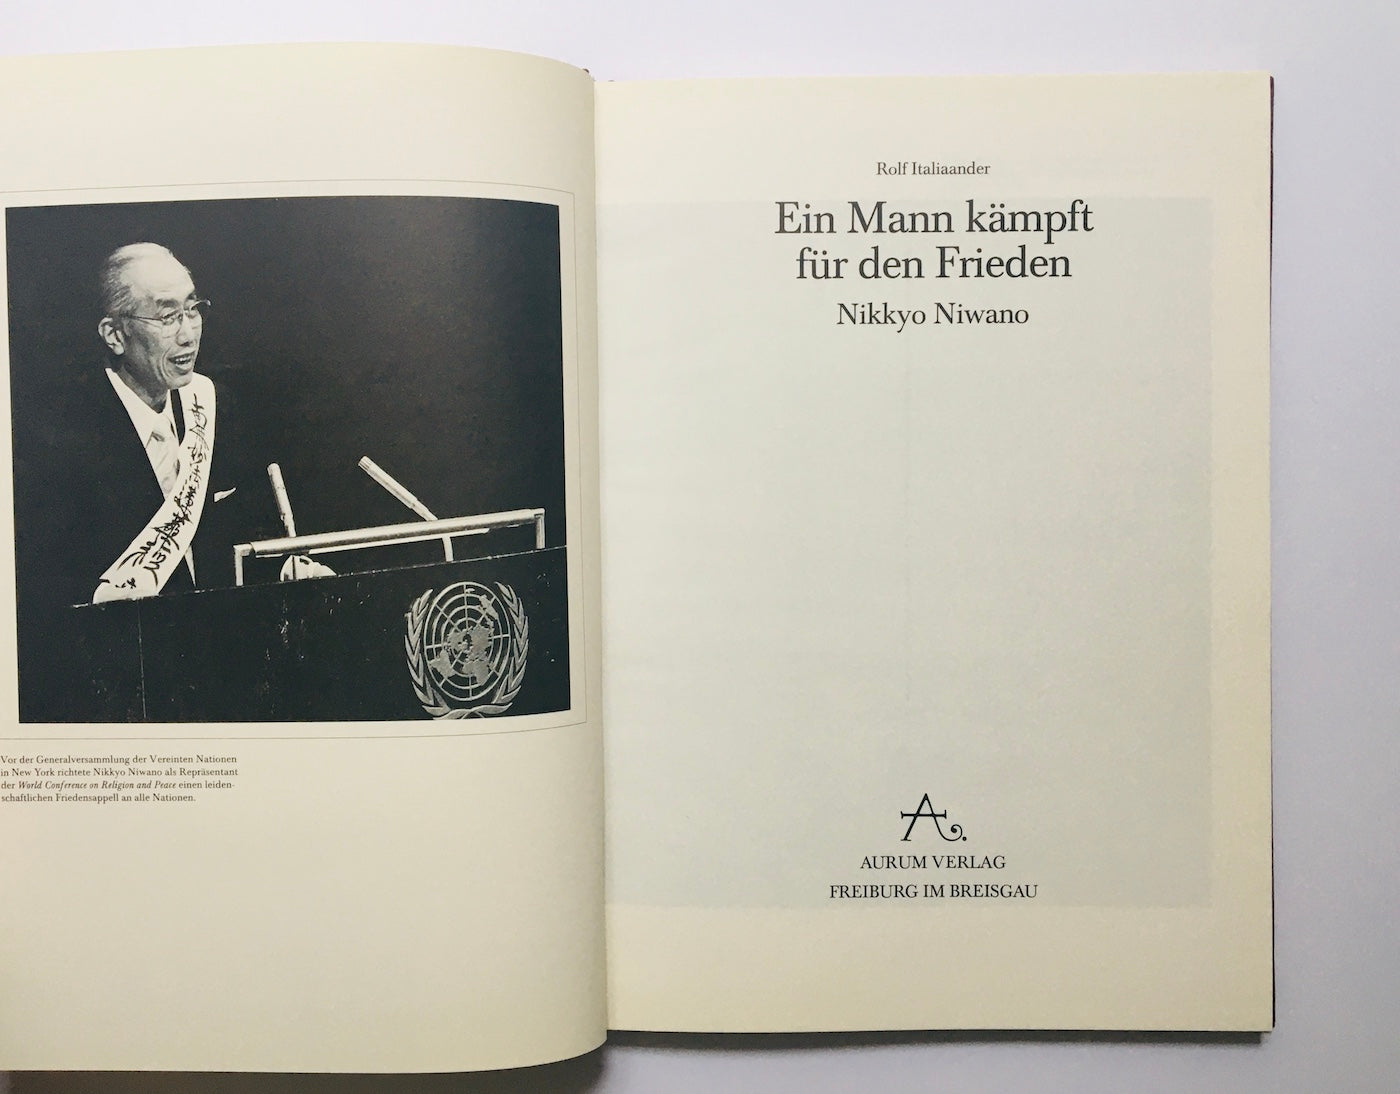 Vor der Generalversammlung der Vereinten Nationen
in New York richtete Nikkyo Niwano als Repräsentant
der World Conference on Religion and Peace einen leiden-
schaftlichen Friedensappell an alle Nationen.
Rolf Italiaander
Ein Mann kämpft
für den Frieden
Nikkyo Niwano
A.
AURUM VERLAG
FREIBURG IM BREISGAU